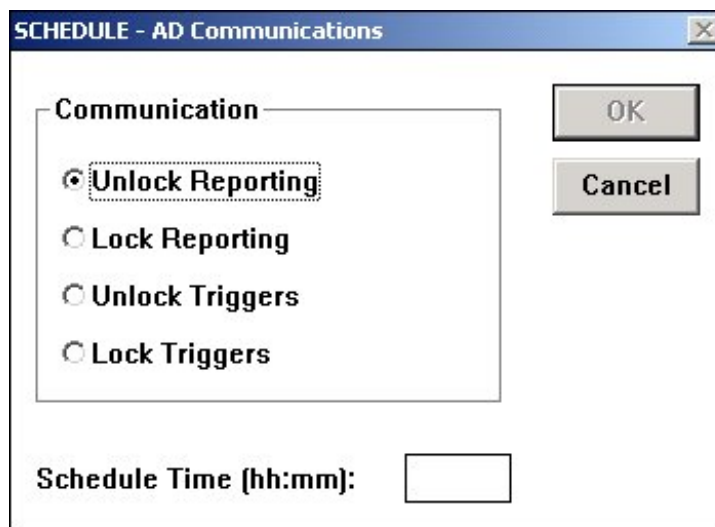 SCHEDULE - AD Communications
Communication
OK
Unlock Reporting
Cancel
Lock Reporting
Unlock Triggers
Lock Triggers
Schedule Time (hh:mm):